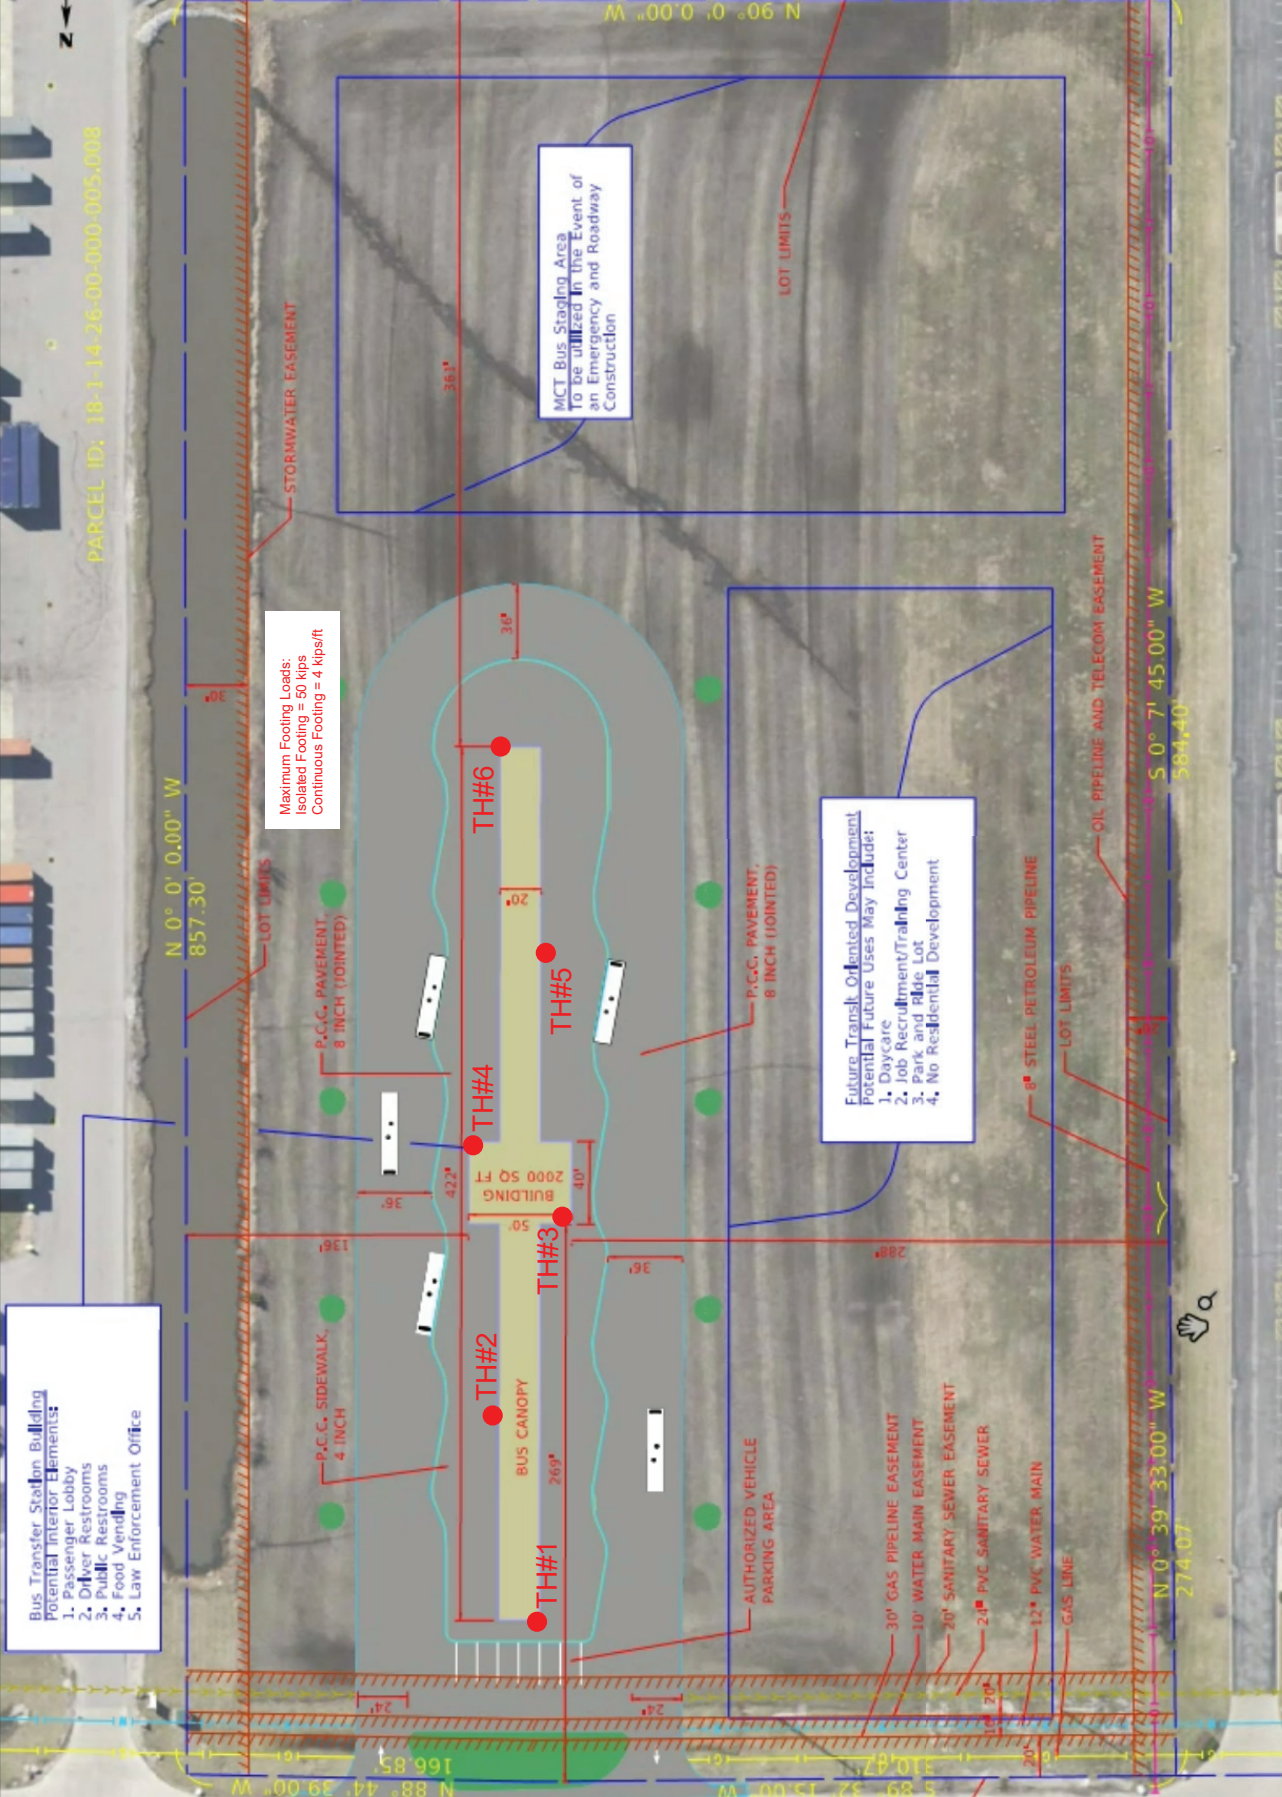 N
N 90° 0' 0.00" W
PARCEL ID: 18-1-14-26-00-000-005.008
MCT Bus Staging Area
To be utilized In the Event of
an Emergency and Roadway
Construction
LOT LIMITS
361'
STORMWATER EASEMENT
30'
N 0° 0' 0.00" W
857.30'
LOT LIMITS
Maximum Footing Loads:
Isolated Footing = 50 kips
Continuous Footing = 4 kips/ft
36'
TH#6
20'
TH#5
P.C.C. PAVEMENT,
8 INCH (JOINTED)
P.C.C. PAVEMENT,
8 INCH (JOINTED)
TH#4
422'
36'
136'
BUILDING
2000 SQ FT
40'
50'
TH#3
36'
288'
TH#2
BUS CANOPY
269'
TH#1
P.C.C. SIDEWALK,
4 INCH
Bus Transfer Station Building
Potential Interior Elements:
1. Passenger Lobby
2. Driver Restrooms
3. Public Restrooms
4. Food Vending
5. Law Enforcement Office
Future Transit Oriented Development
Potential Future Uses May Include:
1. Daycare
2. Job Recruitment/Training Center
3. Park and Ride Lot
4. No Residential Development
OIL PIPELINE AND TELECOM EASEMENT
S 0° 7' 45.00" W
584.40'
8" STEEL PETROLEUM PIPELINE
LOT LIMITS
AUTHORIZED VEHICLE
PARKING AREA
30' GAS PIPELINE EASEMENT
10' WATER MAIN EASEMENT
20' SANITARY SEWER EASEMENT
24" PVC SANITARY SEWER
12" PVC WATER MAIN
GAS LINE
N 0° 39' 33.00" W
274.07'
24'
24'
20'
10'
20'
166.85'
N 88° 44' 39.00" W
310.47'
S 89° 32' 15.00"